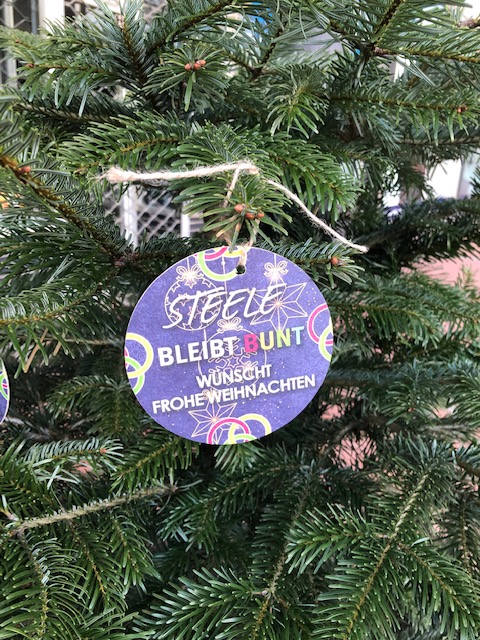 STEELE
BLEIBT BUNT
WÜNSCHT
FROHE WEIHNACHTEN